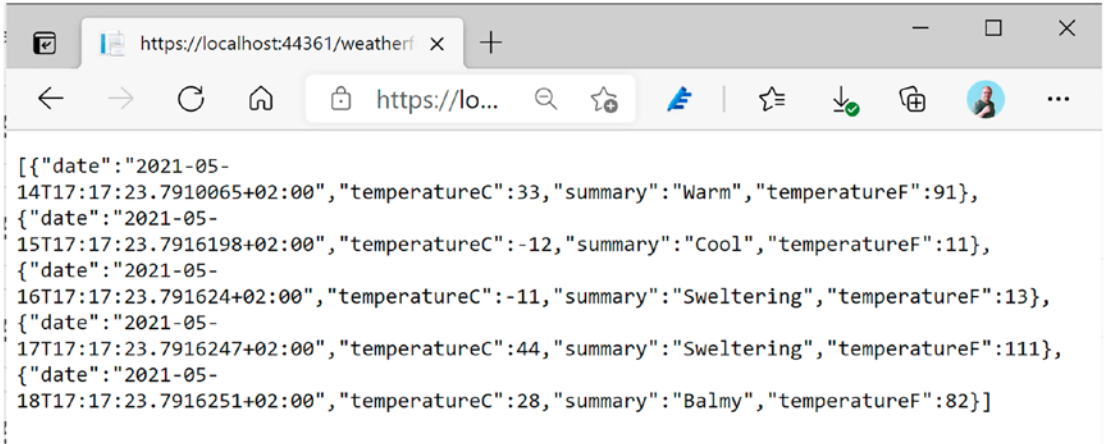 https://localhost:44361/weatherf
https://lo...
[{"date":"2021-05-
14T17:17:23.7910065+02:00","temperatureC":33,"summary":"Warm","temperatureF":91},
{"date":"2021-05-
15T17:17:23.7916198+02:00","temperatureC":-12,"summary":"Cool","temperatureF":11},
{"date":"2021-05-
16T17:17:23.791624+02:00","temperatureC":-11,"summary":"Sweltering","temperatureF":13},
{"date":"2021-05-
17T17:17:23.7916247+02:00","temperatureC":44,"summary":"Sweltering","temperatureF":111},
{"date":"2021-05-
18T17:17:23.7916251+02:00","temperatureC":28,"summary":"Balmy","temperatureF":82}]